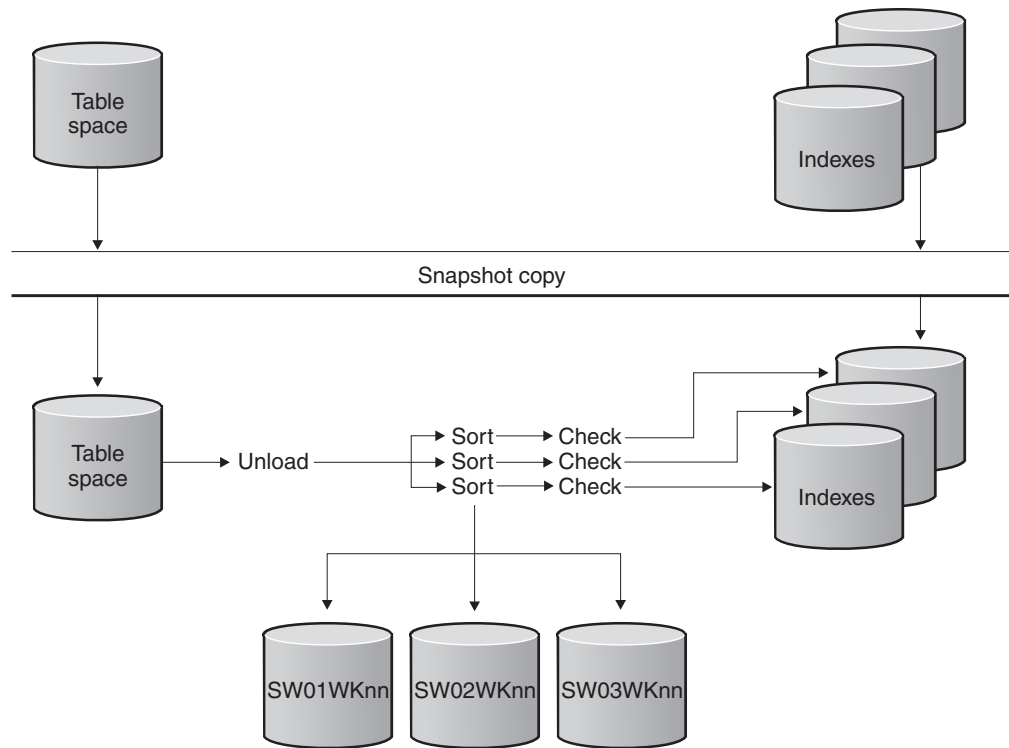 Table
space
Indexes
Snapshot copy
Table
space
Unload
Sort
Check
Sort
Check
Sort
Check
Indexes
SW01WKnn
SW02WKnn
SW03WKnn